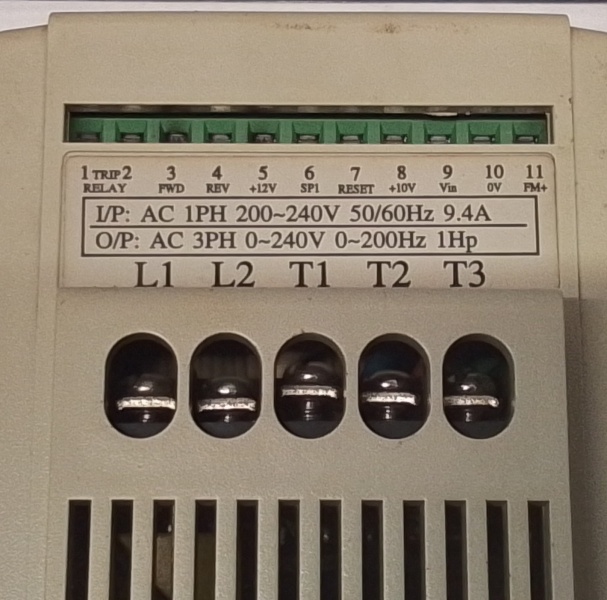 1 TRIP 2 3 4 5 6 7 8 9 10 11
RELAY FWD REV +12V SP1 RESET +10V Vin 0V FM+
I/P: AC 1PH 200~240V 50/60Hz 9.4A
O/P: AC 3PH 0~240V 0~200Hz 1Hp
L1 L2 T1 T2 T3